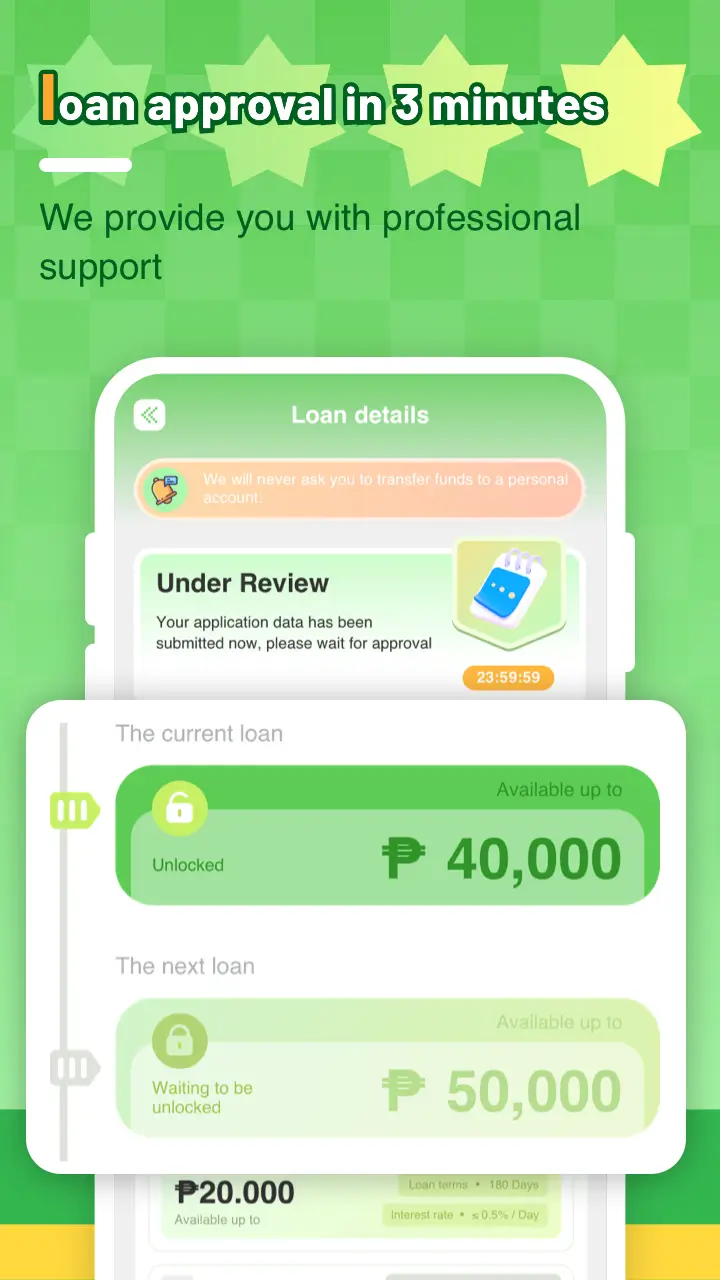 loan approval in 3 minutes
We provide you with professional
support
Loan details
We will never ask you to transfer funds to a personal
account.
Under Review
Your application data has been
submitted now, please wait for approval
23:59:59
The current loan
Available up to
Unlocked
₱ 40,000
The next loan
Available up to
Waiting to be
unlocked
₱ 50,000
₱20.000
Loan terms • 180 Days
Available up to
Interest rate • ≤ 0.5% / Day